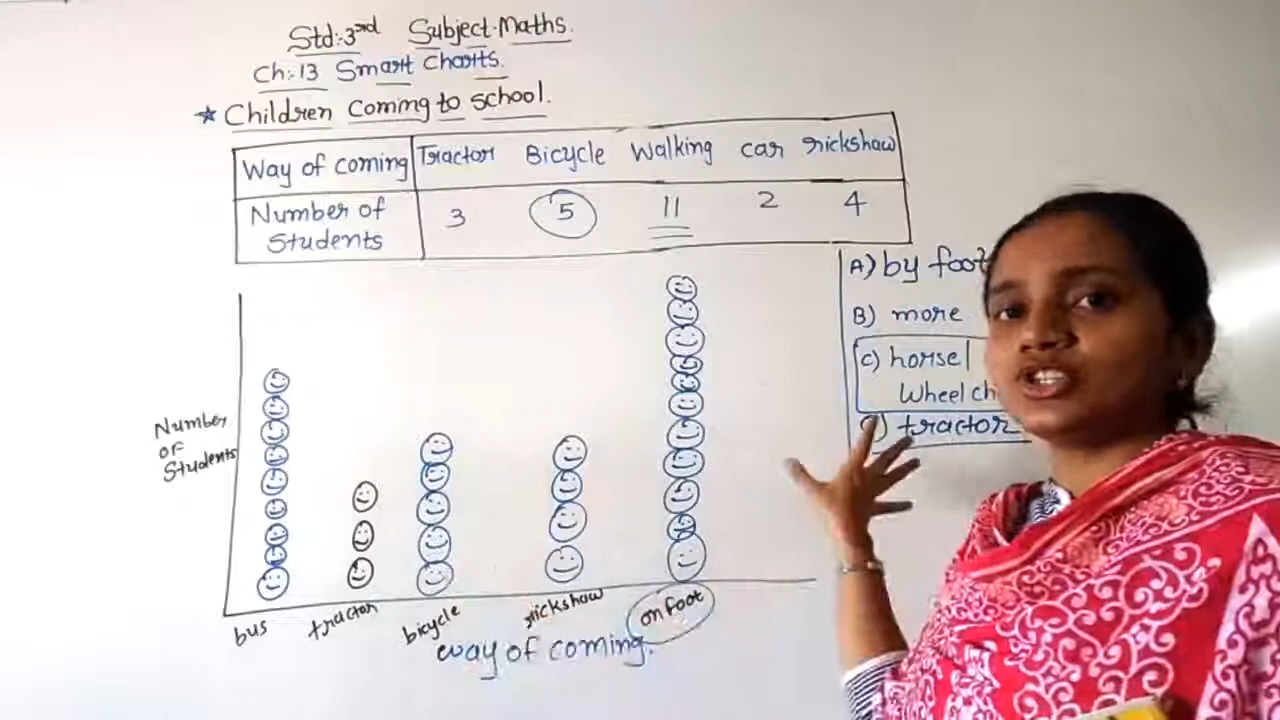 Std:-3rd Subject-Maths.
Ch:-13 Smart Charts.
* Children Coming to school.
Way of coming Tractor Bicycle Walking car rickshaw
Number of Students 3 5 11 2 4
A) by foot
B) more
C) horse
Wheel
D) tractor
Number
of
Students
bus tractor bicycle rickshaw on foot
way of coming.